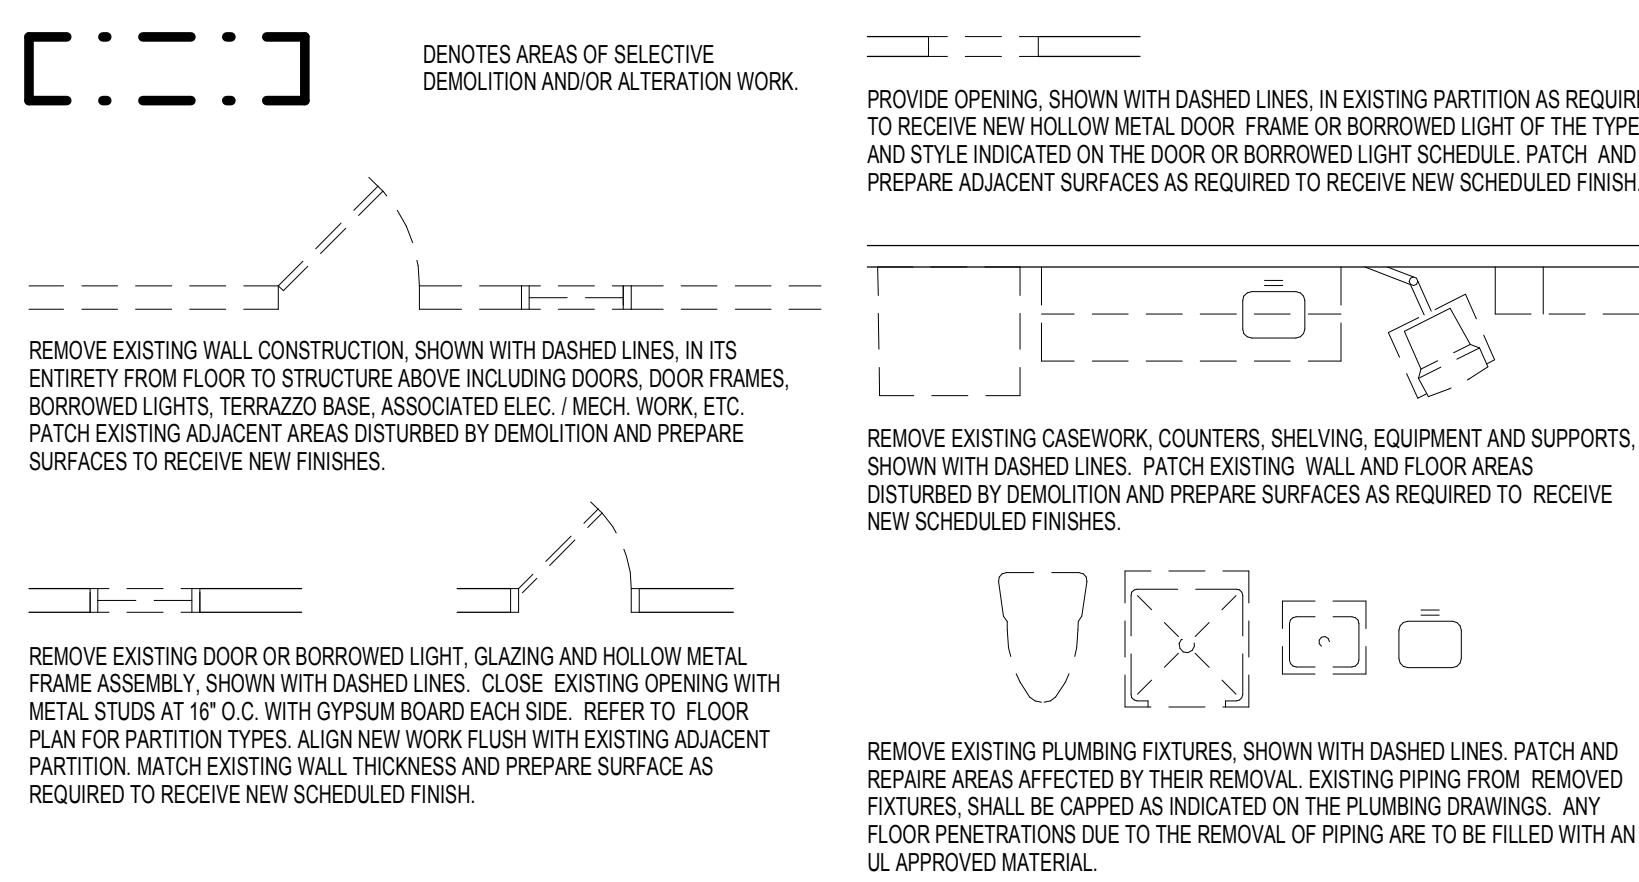 DENOTES AREAS OF SELECTIVE
DEMOLITION AND/OR ALTERATION WORK.
REMOVE EXISTING WALL CONSTRUCTION, SHOWN WITH DASHED LINES, IN ITS
ENTIRETY FROM FLOOR TO STRUCTURE ABOVE INCLUDING DOORS, DOOR FRAMES,
BORROWED LIGHTS, TERRAZZO BASE, ASSOCIATED ELEC. / MECH. WORK, ETC.
PATCH EXISTING ADJACENT AREAS DISTURBED BY DEMOLITION AND PREPARE
SURFACES TO RECEIVE NEW FINISHES.
REMOVE EXISTING DOOR OR BORROWED LIGHT, GLAZING AND HOLLOW METAL
FRAME ASSEMBLY, SHOWN WITH DASHED LINES. CLOSE EXISTING OPENING WITH
METAL STUDS AT 16" O.C. WITH GYPSUM BOARD EACH SIDE. REFER TO FLOOR
PLAN FOR PARTITION TYPES. ALIGN NEW WORK FLUSH WITH EXISTING ADJACENT
PARTITION. MATCH EXISTING WALL THICKNESS AND PREPARE SURFACE AS
REQUIRED TO RECEIVE NEW SCHEDULED FINISH.
PROVIDE OPENING, SHOWN WITH DASHED LINES, IN EXISTING PARTITION AS
TO RECEIVE NEW HOLLOW METAL DOOR FRAME OR BORROWED LIGHT OF THE TYPE
AND STYLE INDICATED ON THE DOOR OR BORROWED LIGHT SCHEDULE. PATCH AND
PREPARE ADJACENT SURFACES AS REQUIRED TO RECEIVE NEW SCHEDULED FINISH.
REMOVE EXISTING CASEWORK, COUNTERS, SHELVING, EQUIPMENT AND SUPPORTS,
SHOWN WITH DASHED LINES. PATCH EXISTING WALL AND FLOOR AREAS
DISTURBED BY DEMOLITION AND PREPARE SURFACES AS REQUIRED TO RECEIVE
NEW SCHEDULED FINISHES.
REMOVE EXISTING PLUMBING FIXTURES, SHOWN WITH DASHED LINES. PATCH AND
REPAIRE AREAS AFFECTED BY THEIR REMOVAL. EXISTING PIPING FROM REMOVED
FIXTURES, SHALL BE CAPPED AS INDICATED ON THE PLUMBING DRAWINGS. ANY
FLOOR PENETRATIONS DUE TO THE REMOVAL OF PIPING ARE TO BE FILLED WITH AN
UL APPROVED MATERIAL.